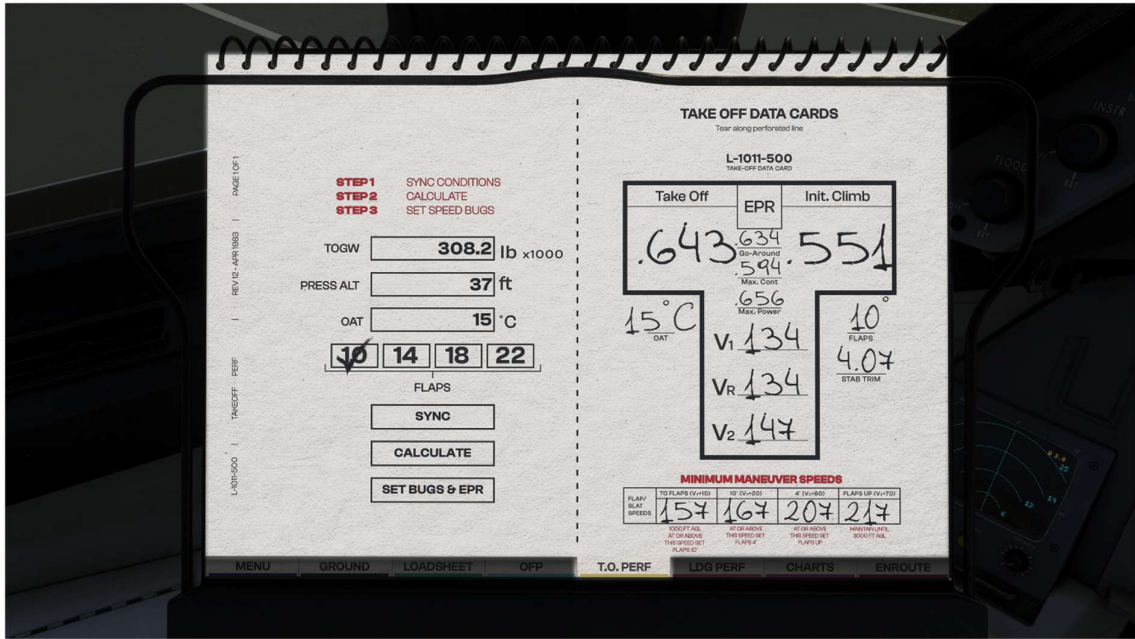 TAKE OFF DATA CARDS
Tear along perforated line
L-1011-500
TAKE-OFF DATA CARD
PAGE 1 OF 1
REV. 12 - APR 1983
TAKEOFF PERF
L-1011-500
STEP 1 SYNC CONDITIONS
STEP 2 CALCULATE
STEP 3 SET SPEED BUGS
TOGW 308.2 lb x1000
PRESS ALT 37 ft
OAT 15 °C
10 14 18 22
FLAPS
SYNC
CALCULATE
SET BUGS & EPR
Take Off EPR Init. Climb
.643 .634 .551
Go-Around
.594
Max. Cont
.656
Max. Power
15°C
OAT
10°
FLAPS
4.07
STAB TRIM
V1 134
VR 134
V2 147
MINIMUM MANEUVER SPEEDS
FLAP/ SLAT SPEEDS
TO FLAPS (V2+10) 10° (V2+20) 4° (V2+60) FLAPS UP (V2+70)
157 167 207 217
1000 FT AGL AT OR ABOVE THIS SPEED SET FLAPS 10°
AT OR ABOVE THIS SPEED SET FLAPS 4°
AT OR ABOVE THIS SPEED SET FLAPS UP
MAINTAIN UNTIL 3000 FT AGL
MENU GROUND LOADSHEET OFP T.O. PERF LDG PERF CHARTS ENROUTE
INSTR
FLOOD